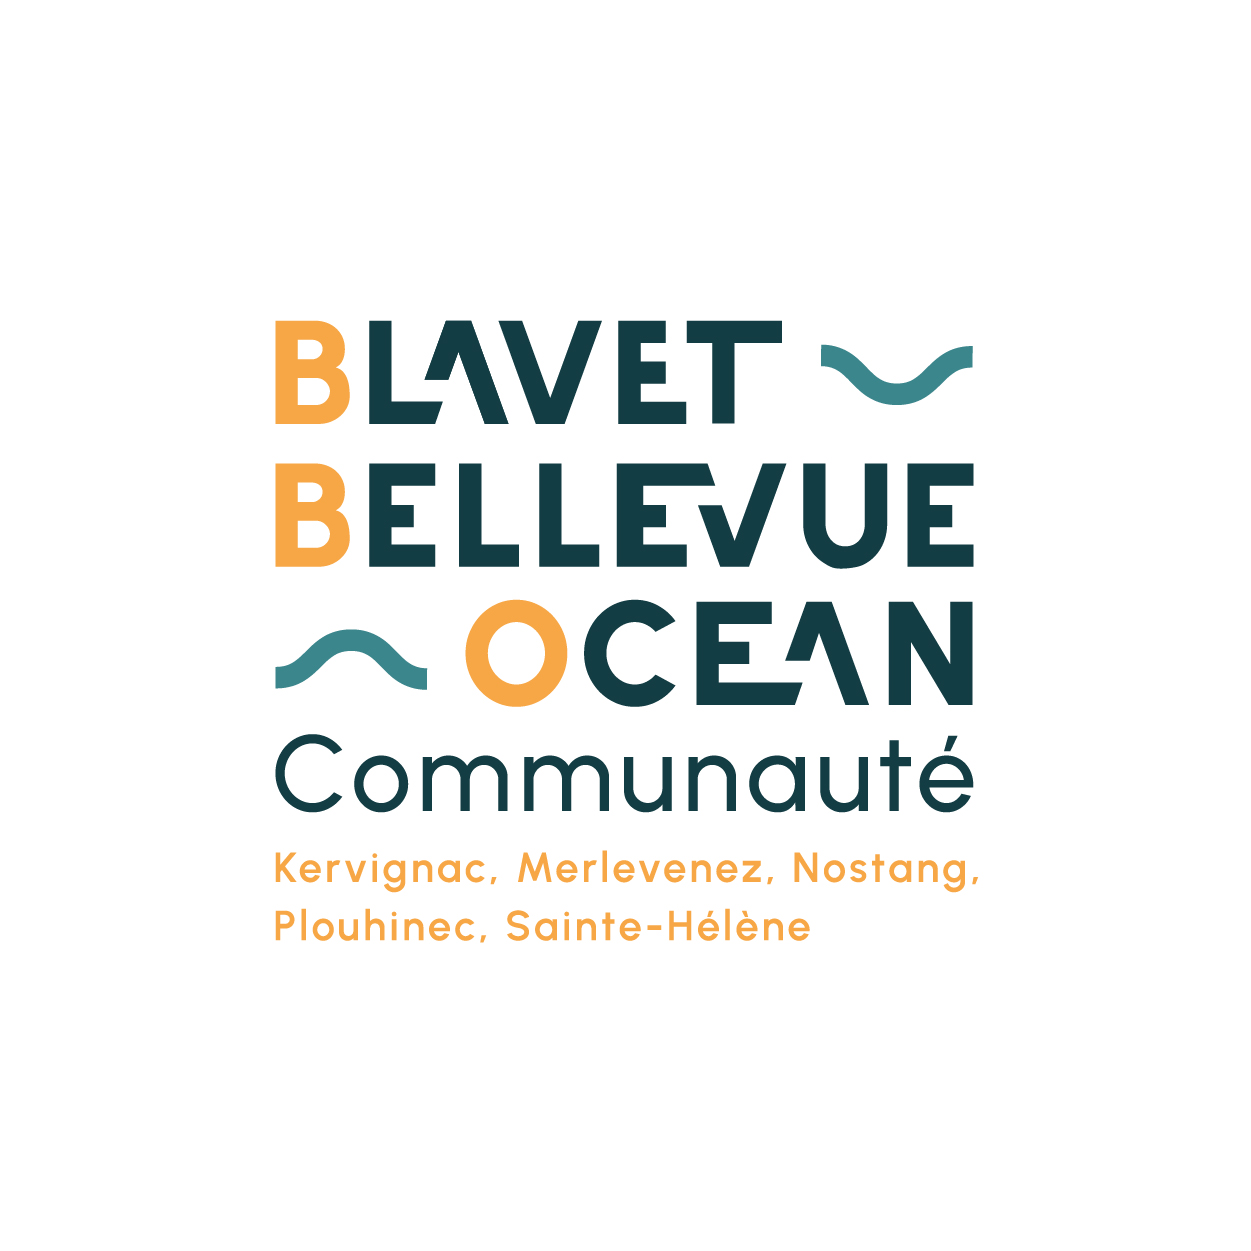 BLAVET
BELLEVUE
OCEAN
Communauté
Kervignac, Merlevenez, Nostang,
Plouhinec, Sainte-Hélène